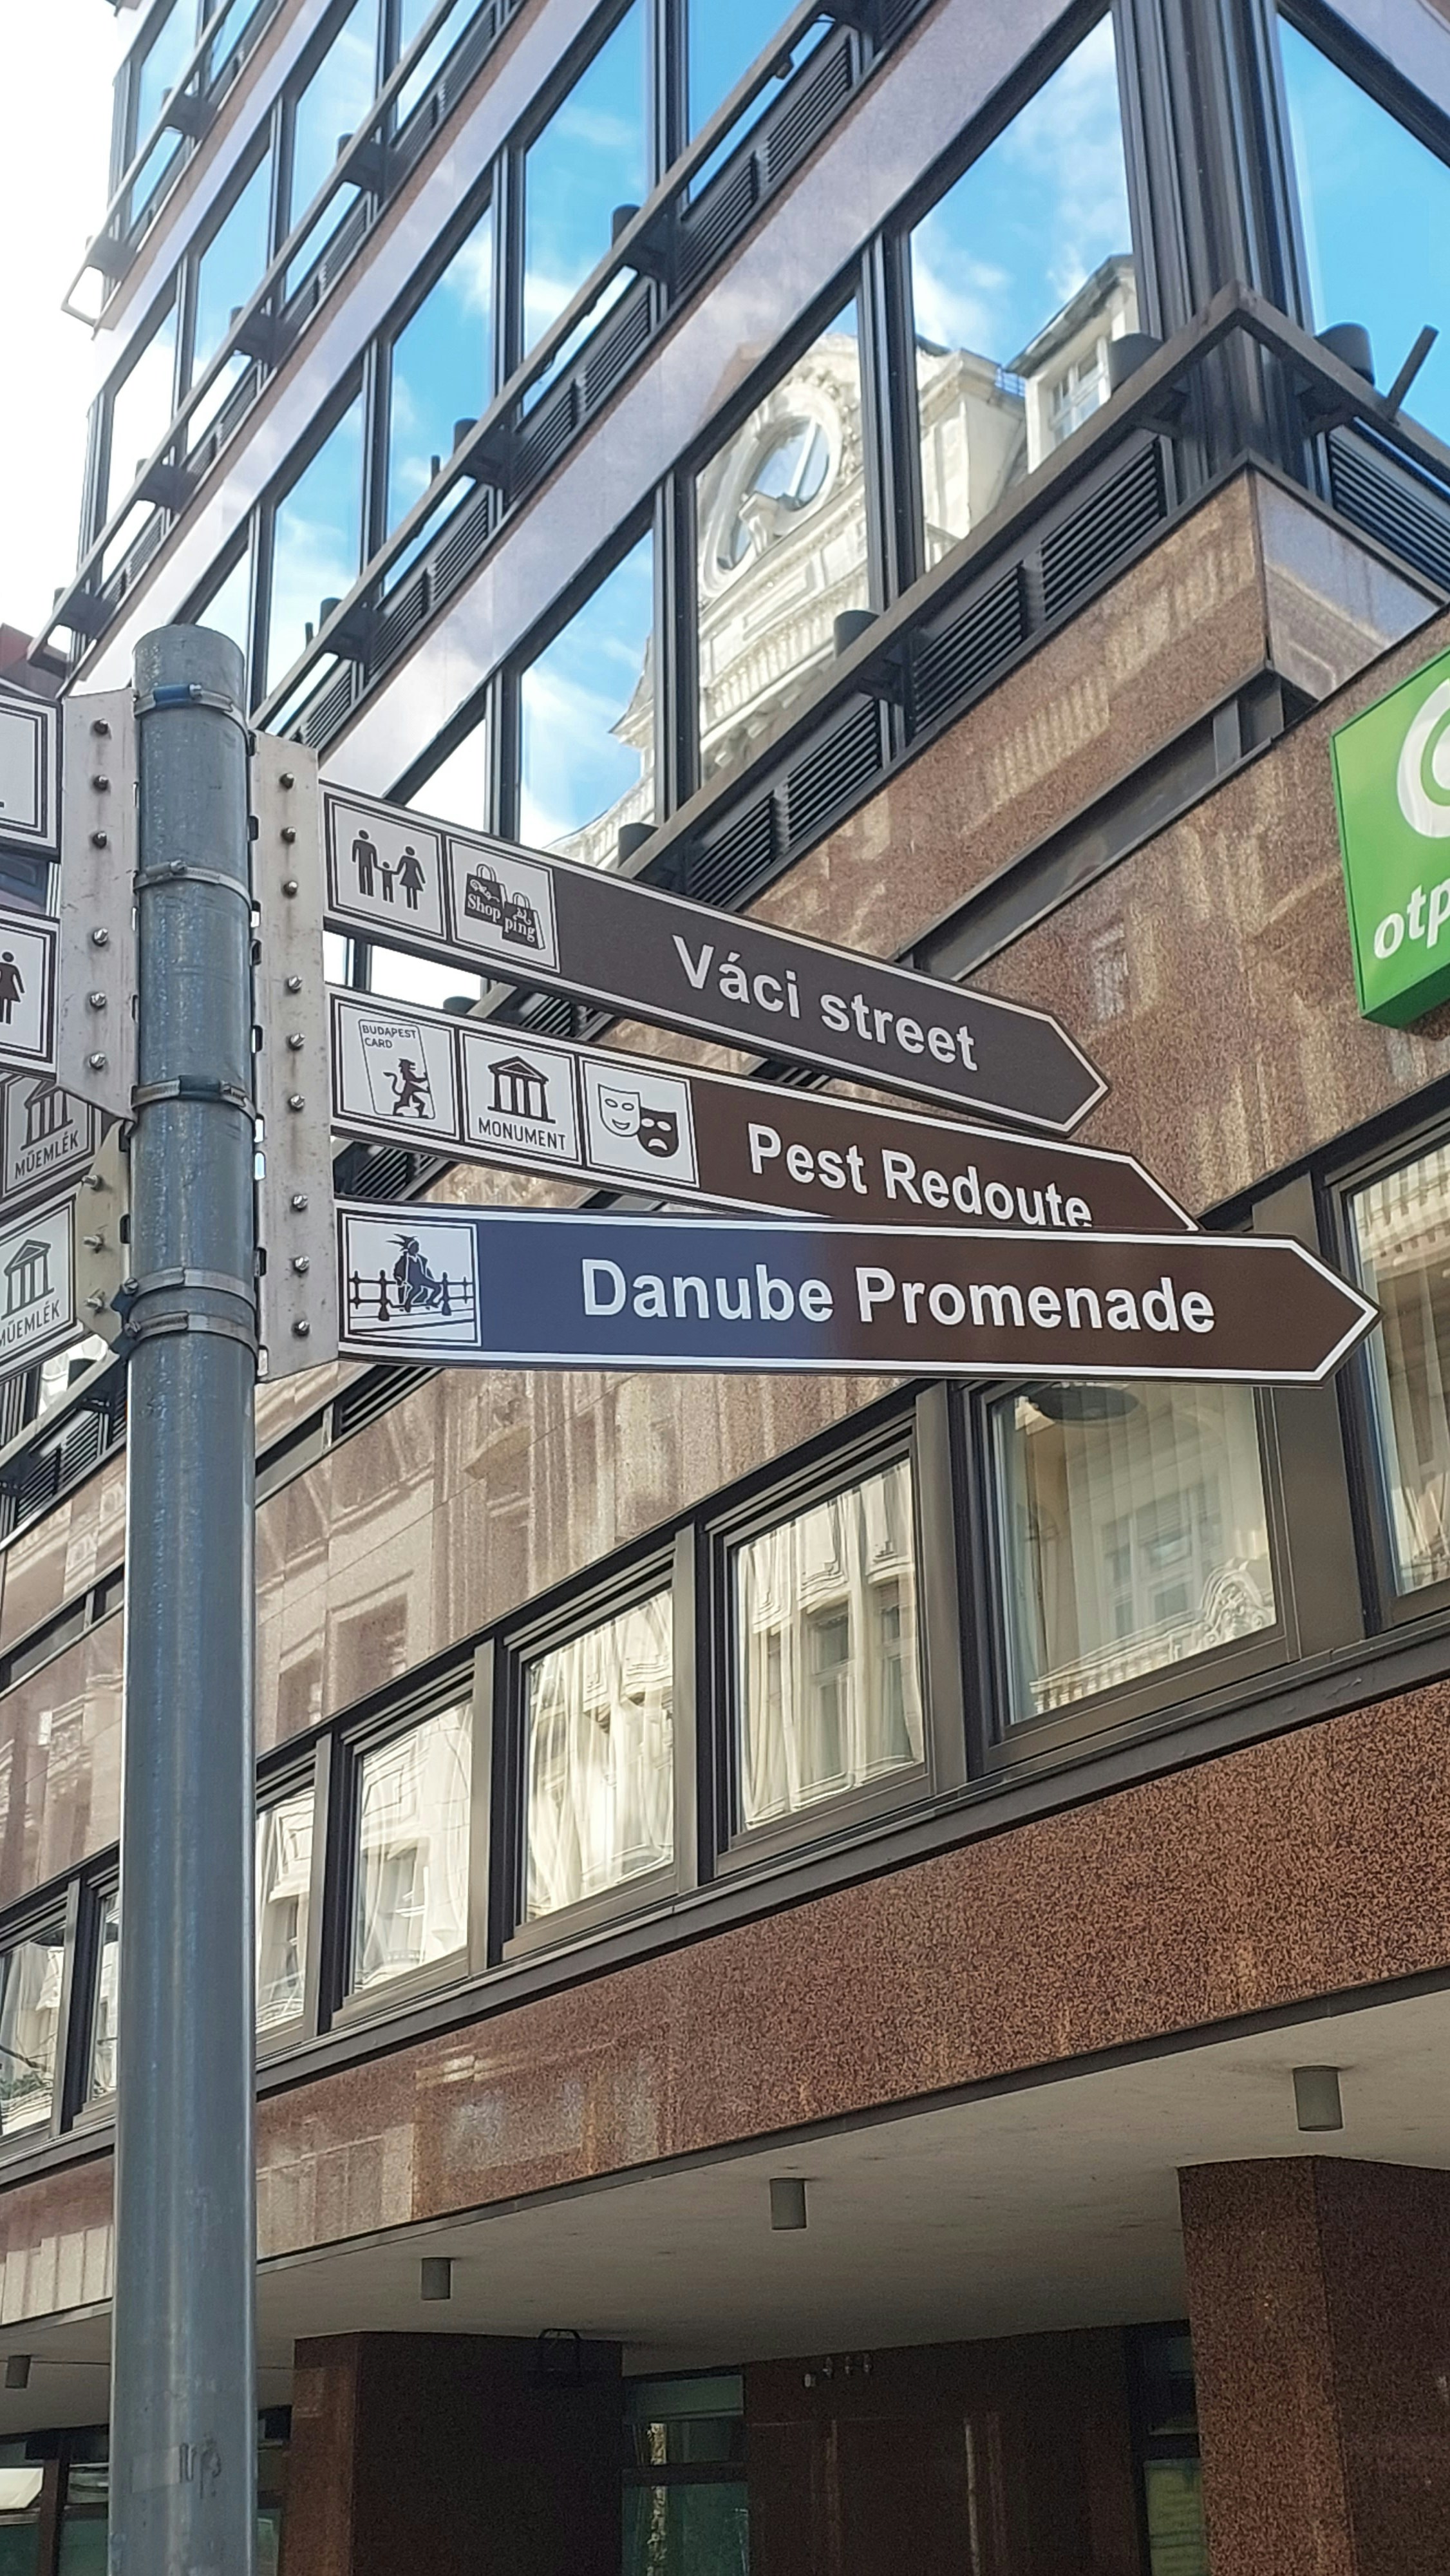 Shop
ping
Váci street
BUDAPEST
CARD
MONUMENT
Pest Redoute
Danube Promenade
MŰEMLÉK
MŰEMLÉK
otp